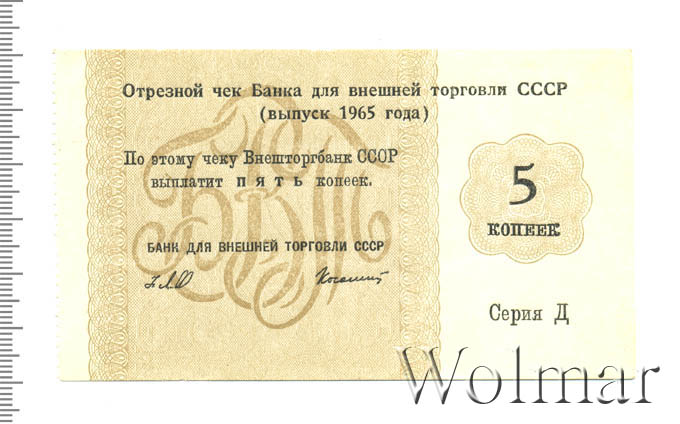 Отрезной чек Банка для внешней торговли СССР
(выпуск 1965 года)
По этому чеку Внешторгбанк СССР
выплатит ПЯТЬ копеек.
БАНК ДЛЯ ВНЕШНЕЙ ТОРГОВЛИ СССР
5
КОПЕЕК
Серия Д
Wolmar